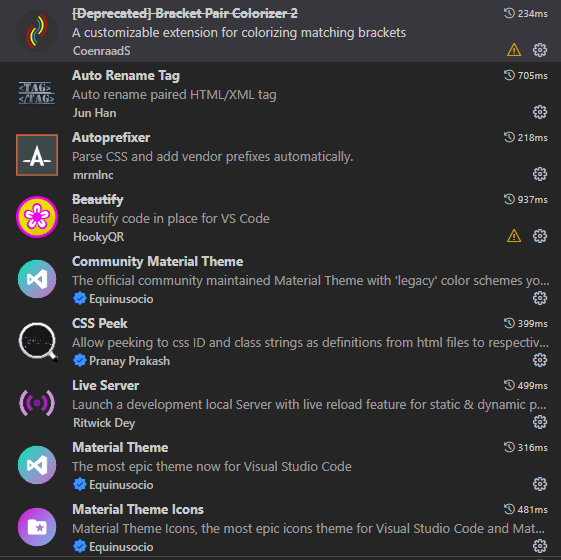 [Deprecated] Bracket Pair Colorizer 2 234ms
A customizable extension for colorizing matching brackets
CoenraadS
<TAG> Auto Rename Tag 705ms
</TAG> Auto rename paired HTML/XML tag
Jun Han
Autoprefixer 218ms
A Parse CSS and add vendor prefixes automatically.
mrmlnc
Beautify 937ms
Beautify code in place for VS Code
HookyQR
Community Material Theme
The official community maintained Material Theme with 'legacy' color schemes yo...
Equinusocio
CSS Peek 399ms
Allow peeking to css ID and class strings as definitions from html files to respectiv...
Pranay Prakash
Live Server 499ms
Launch a development local Server with live reload feature for static & dynamic p...
Ritwick Dey
Material Theme 316ms
The most epic theme now for Visual Studio Code
Equinusocio
Material Theme Icons 481ms
Material Theme Icons, the most epic icons theme for Visual Studio Code and Mat...
Equinusocio